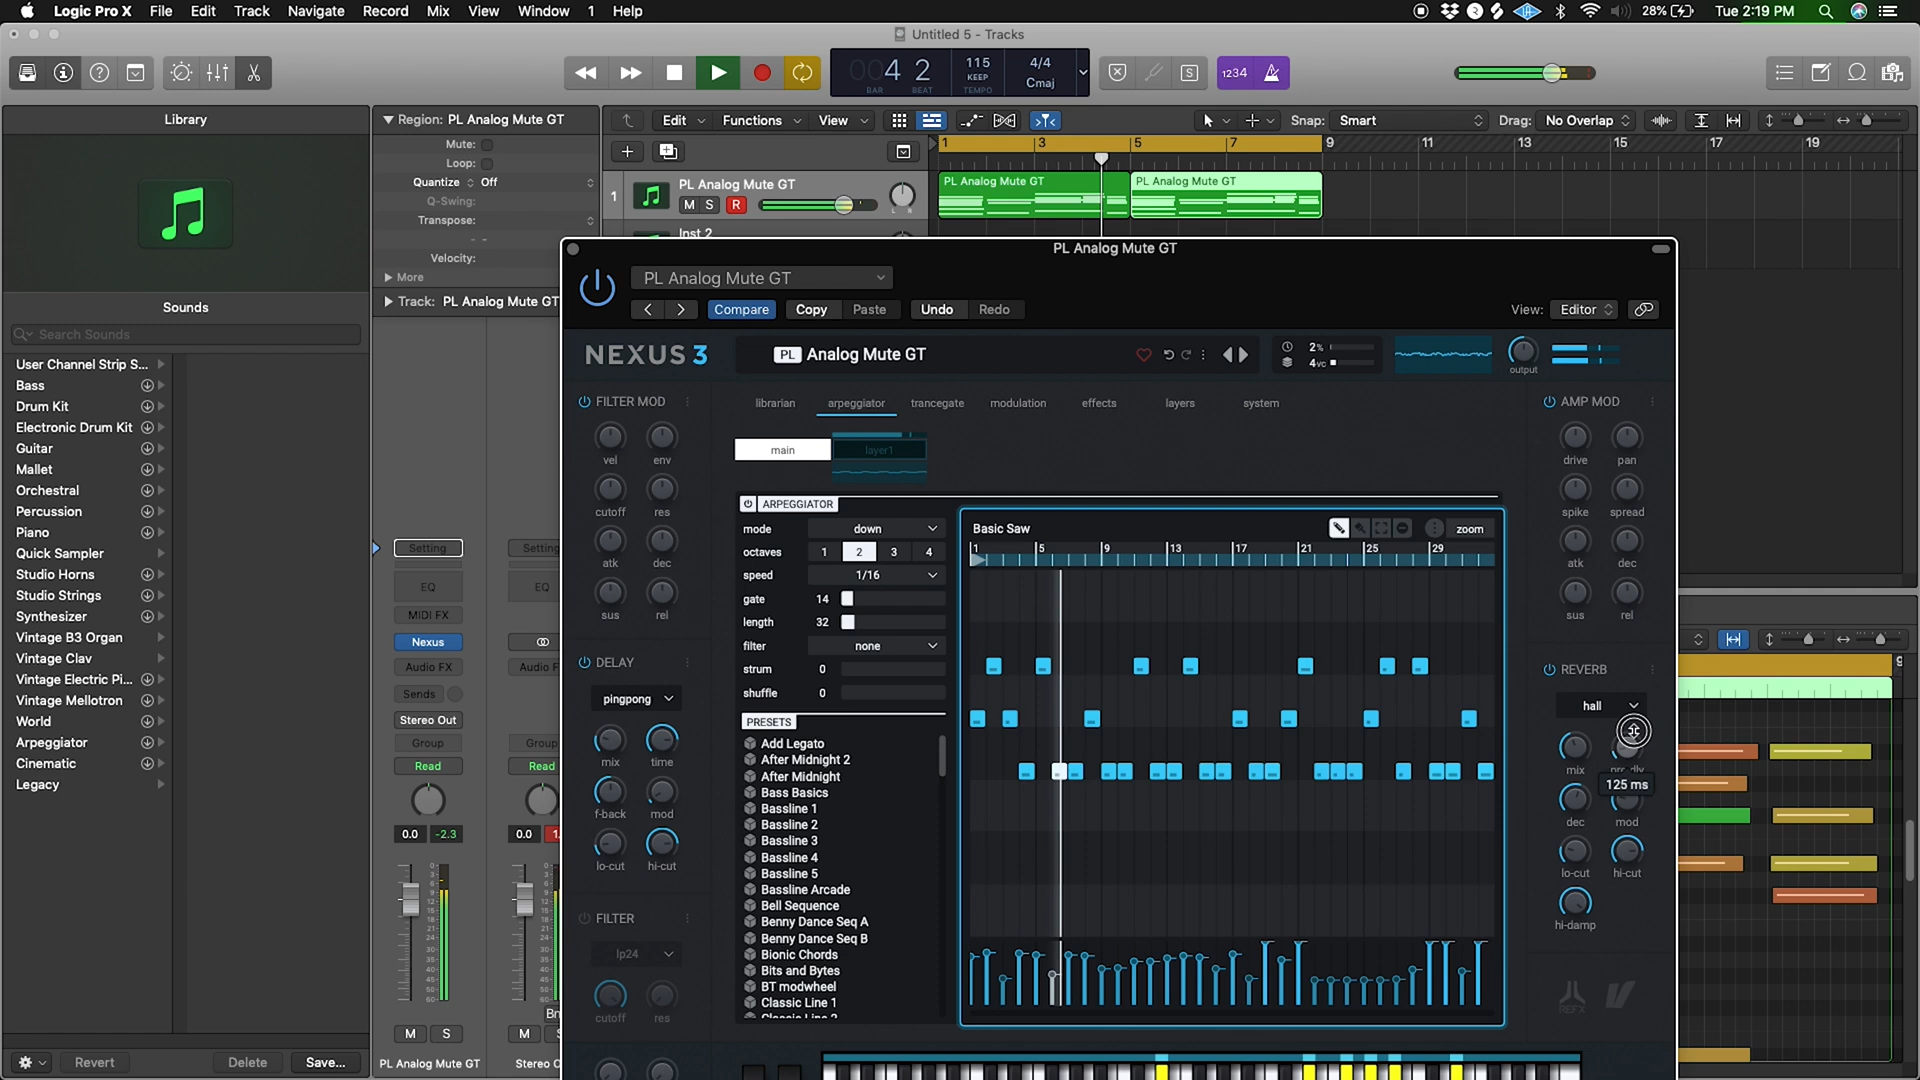 Logic Pro X File Edit Track Navigate Record Mix View Window 1 Help
28% Tue 2:19 PM
Untitled 5 - Tracks
004 2 115 4/4
KEEP Cmaj
BAR BEAT TEMPO
1234
Library
Region: PL Analog Mute GT
Edit Functions View Snap: Smart Drag: No Overlap
Mute:
Loop:
Quantize Off
Q-Swing:
Transpose:
Velocity:
More
Track: PL Analog Mute GT
1 3 5 7 9 11 13 15 17 19
1 PL Analog Mute GT
M S R
Inst 2
PL Analog Mute GT PL Analog Mute GT
Sounds
Search Sounds
User Channel Strip S...
Bass
Drum Kit
Electronic Drum Kit
Guitar
Mallet
Orchestral
Percussion
Piano
Quick Sampler
Studio Horns
Studio Strings
Synthesizer
Vintage B3 Organ
Vintage Clav
Vintage Electric Pi...
Vintage Mellotron
World
Arpeggiator
Cinematic
Legacy
Revert Delete Save...
Setting Setting
EQ EQ
MIDI FX
Nexus
Audio FX Audio F
Sends
Stereo Out
Group Group
Read Read
0.0 -2.3 0.0
M S M
PL Analog Mute GT Stereo O
PL Analog Mute GT
PL Analog Mute GT
Compare Copy Paste Undo Redo
View: Editor
NEXUS 3
PL Analog Mute GT
2%
4vc
output
FILTER MOD
vel env
cutoff res
atk dec
sus rel
DELAY
pingpong
mix time
f-back mod
lo-cut hi-cut
FILTER
lp24
cutoff res
librarian arpeggiator trancegate modulation effects layers system
main layer1
ARPEGGIATOR
mode down
octaves 1 2 3 4
speed 1/16
gate 14
length 32
filter none
strum 0
shuffle 0
PRESETS
Add Legato
After Midnight 2
After Midnight
Bass Basics
Bassline 1
Bassline 2
Bassline 3
Bassline 4
Bassline 5
Bassline Arcade
Bell Sequence
Benny Dance Seq A
Benny Dance Seq B
Bionic Chords
Bits and Bytes
BT modwheel
Classic Line 1
Classic Line 2
Basic Saw
zoom
1 5 9 13 17 21 25 29
AMP MOD
drive pan
spike spread
atk dec
sus rel
REVERB
hall
mix
125 ms
dec mod
lo-cut hi-cut
hi-damp
REFX